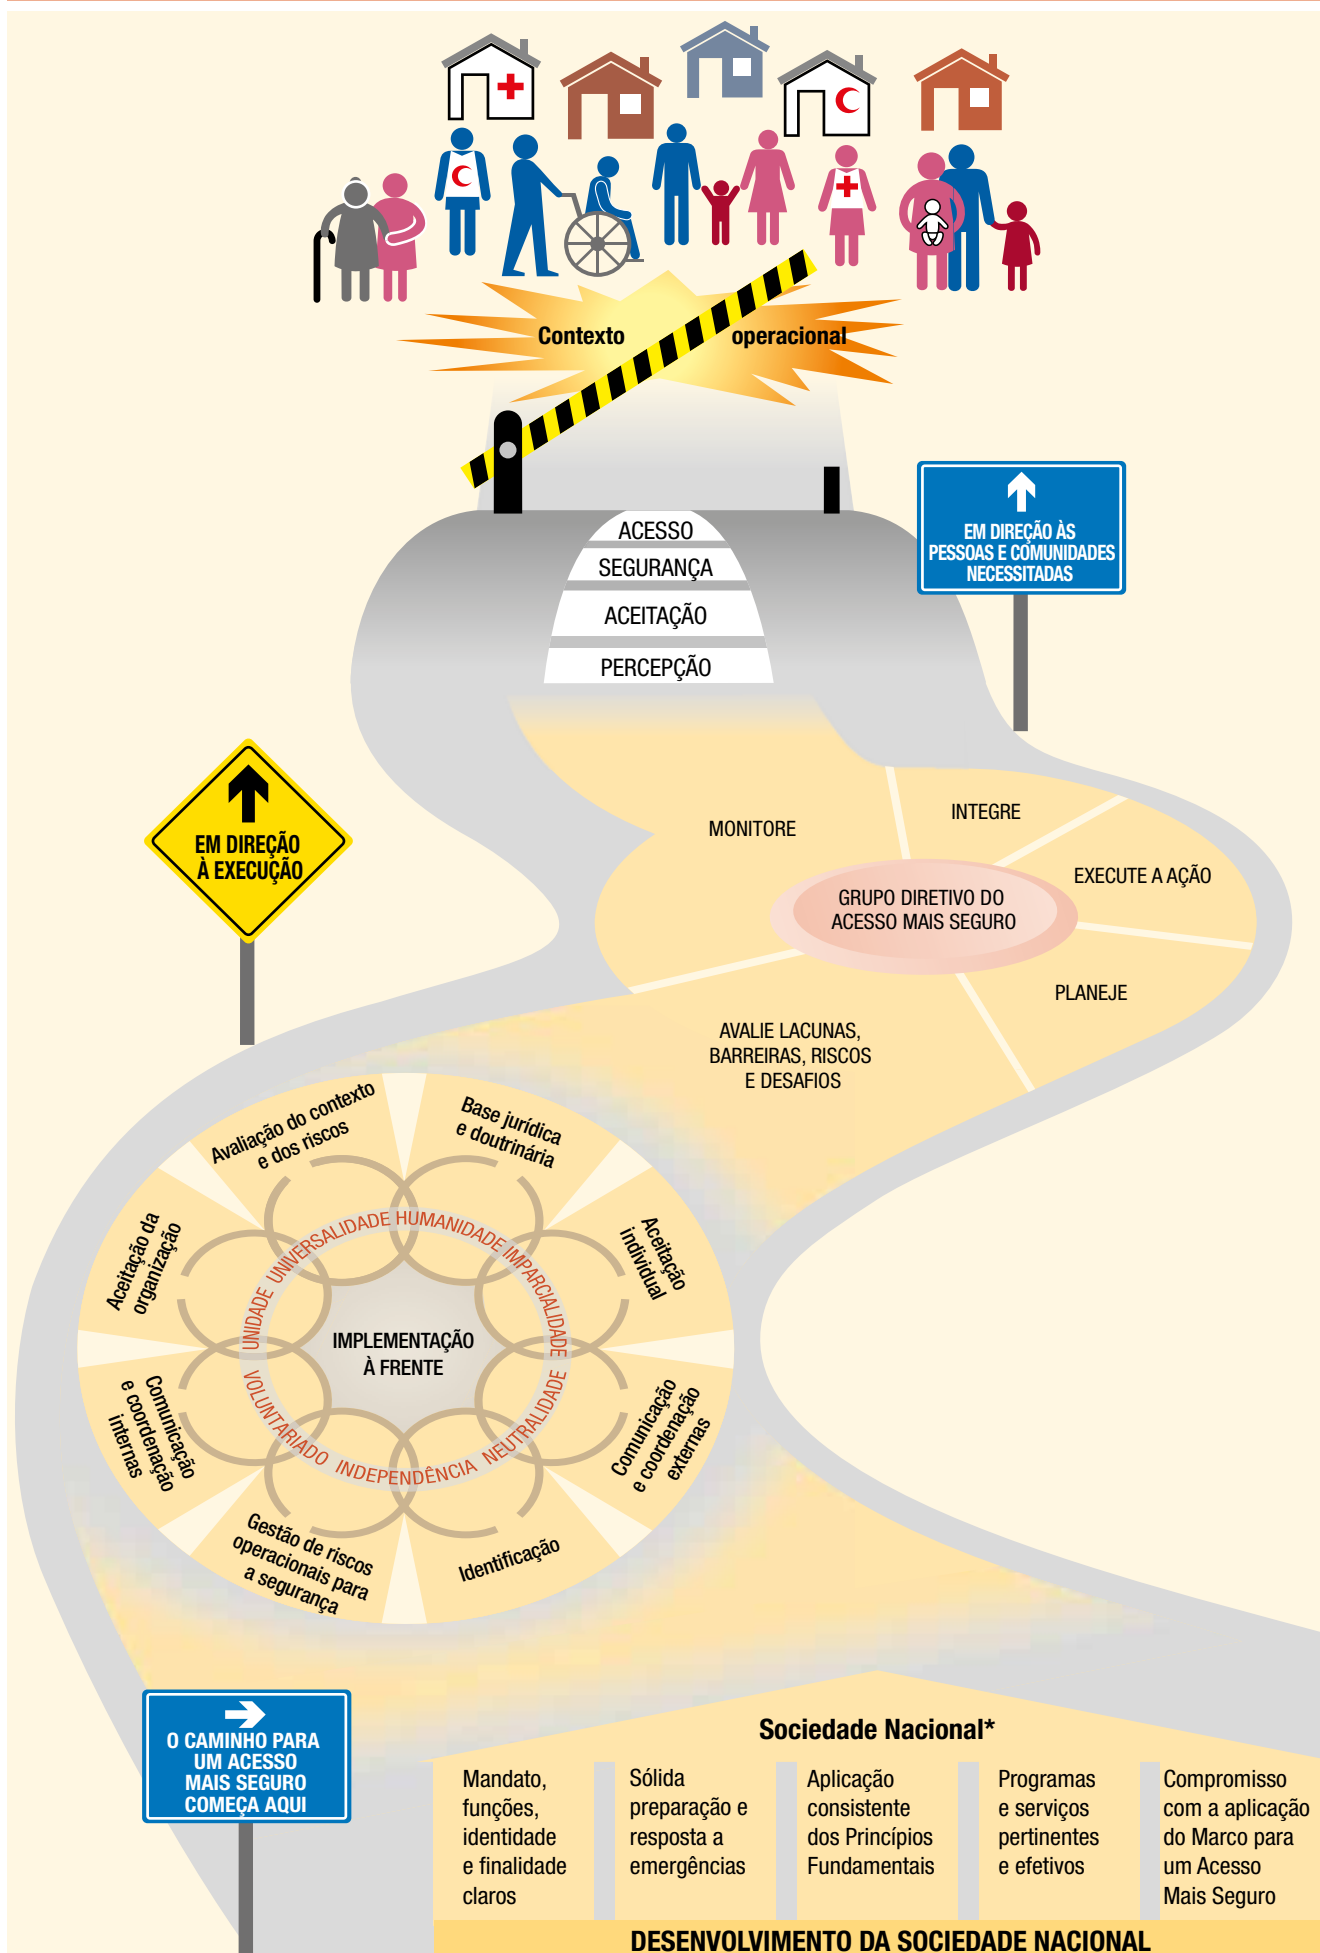 Contexto operacional
ACESSO
SEGURANÇA
ACEITAÇÃO
PERCEPÇÃO
EM DIREÇÃO ÀS
PESSOAS E COMUNIDADES
NECESSITADAS
EM DIREÇÃO
À EXECUÇÃO
MONITORE
INTEGRE
EXECUTE A AÇÃO
PLANEJE
AVALIE LACUNAS,
BARREIRAS, RISCOS
E DESAFIOS
GRUPO DIRETIVO DO
ACESSO MAIS SEGURO
Avaliação do contexto
e dos riscos
Base jurídica
e doutrinária
Aceitação
individual
Comunicação
e coordenação
externas
Identificação
Gestão de riscos
operacionais para
a segurança
Comunicação
e coordenação
internas
Aceitação da
organização
HUMANIDADE
IMPARCIALIDADE
NEUTRALIDADE
INDEPENDÊNCIA
VOLUNTARIADO
UNIDADE
UNIVERSALIDADE
IMPLEMENTAÇÃO
À FRENTE
O CAMINHO PARA
UM ACESSO
MAIS SEGURO
COMEÇA AQUI
Sociedade Nacional*
Mandato,
funções,
identidade
e finalidade
claros
Sólida
preparação e
resposta a
emergências
Aplicação
consistente
dos Princípios
Fundamentais
Programas
e serviços
pertinentes
e efetivos
Compromisso
com a aplicação
do Marco para
um Acesso
Mais Seguro
DESENVOLVIMENTO DA SOCIEDADE NACIONAL